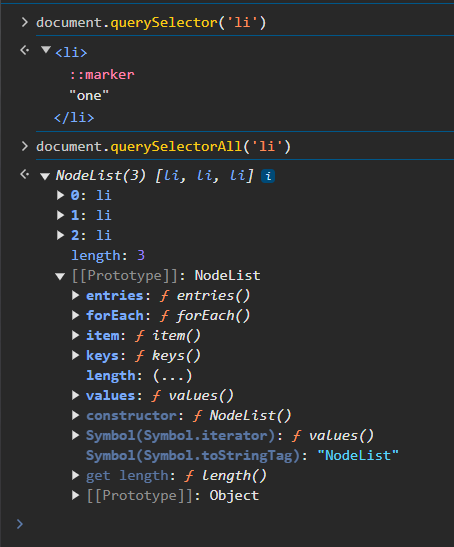 > document.querySelector('li')
<li>
::marker
"one"
</li>
> document.querySelectorAll('li')
NodeList(3) [li, li, li] i
0: li
1: li
2: li
length: 3
[[Prototype]]: NodeList
entries: ƒ entries()
forEach: ƒ forEach()
item: ƒ item()
keys: ƒ keys()
length: (...)
values: ƒ values()
constructor: ƒ NodeList()
Symbol(Symbol.iterator): ƒ values()
Symbol(Symbol.toStringTag): "NodeList"
get length: ƒ length()
[[Prototype]]: Object
>